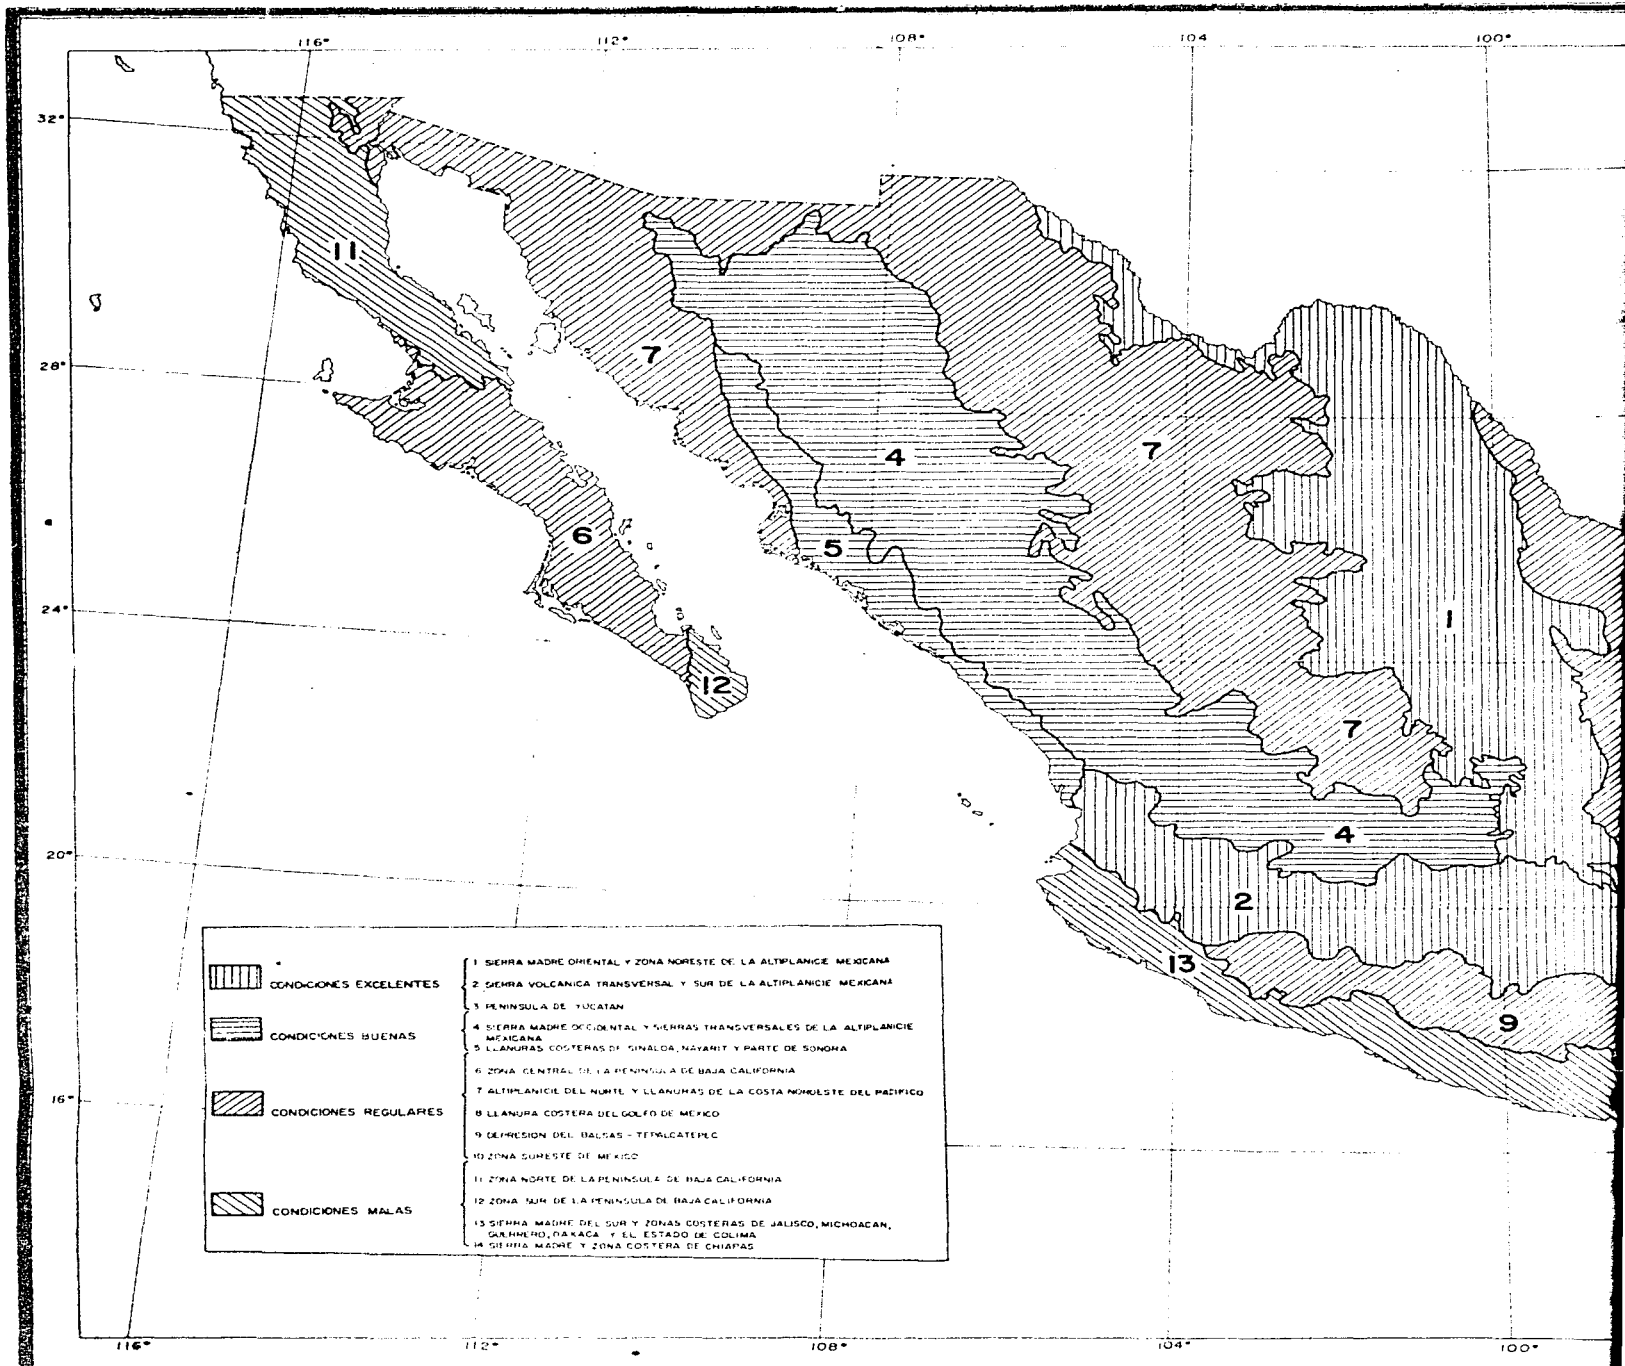 116° 112° 108° 104 100°
32°
28°
24°
20°
16°
11
7
4
7
5
6
1
12
7
4
2
13
9
CONDICIONES EXCELENTES
1 SIERRA MADRE ORIENTAL Y ZONA NORESTE DE LA ALTIPLANICIE MEXICANA
2 SIERRA VOLCANICA TRANSVERSAL Y SUR DE LA ALTIPLANICIE MEXICANA
3 PENINSULA DE YUCATAN
CONDICIONES BUENAS
4 SIERRA MADRE OCCIDENTAL Y SIERRAS TRANSVERSALES DE LA ALTIPLANICIE
MEXICANA
5 LLANURAS COSTERAS DE SINALOA, NAYARIT Y PARTE DE SONORA
CONDICIONES REGULARES
6 ZONA CENTRAL DE LA PENINSULA DE BAJA CALIFORNIA
7 ALTIPLANICIE DEL NORTE Y LLANURAS DE LA COSTA NOROESTE DEL PACIFICO
8 LLANURA COSTERA DEL GOLFO DE MEXICO
9 DEPRESION DEL BALSAS - TEPALCATEPEC
10 ZONA SURESTE DE MEXICO
CONDICIONES MALAS
11 ZONA NORTE DE LA PENINSULA DE BAJA CALIFORNIA
12 ZONA SUR DE LA PENINSULA DE BAJA CALIFORNIA
13 SIERRA MADRE DEL SUR Y ZONAS COSTERAS DE JALISCO, MICHOACAN,
GUERRERO, OAXACA Y EL ESTADO DE COLIMA
14 SIERRA MADRE Y ZONA COSTERA DE CHIAPAS
116° 112° 108° 104° 100°